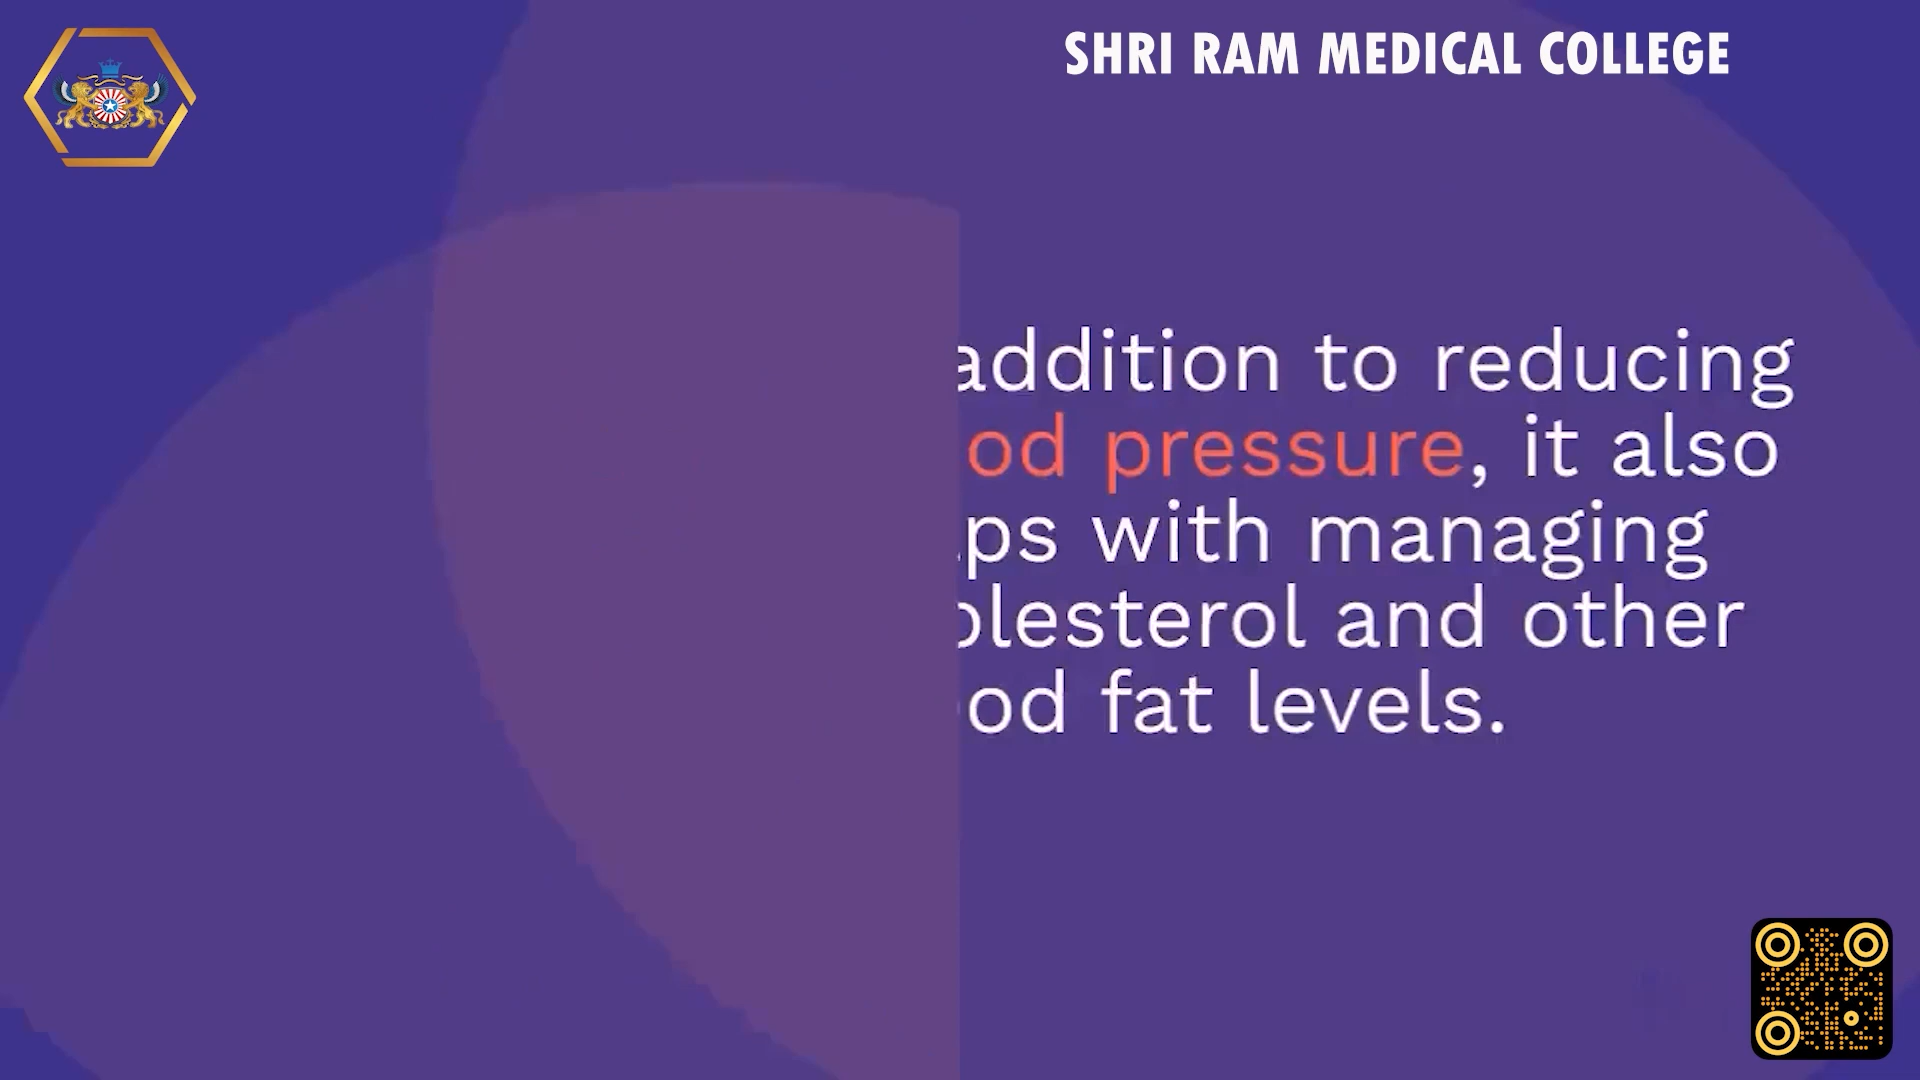 SHRI RAM MEDICAL COLLEGE
addition to reducing
od pressure, it also
ps with managing
olesterol and other
od fat levels.